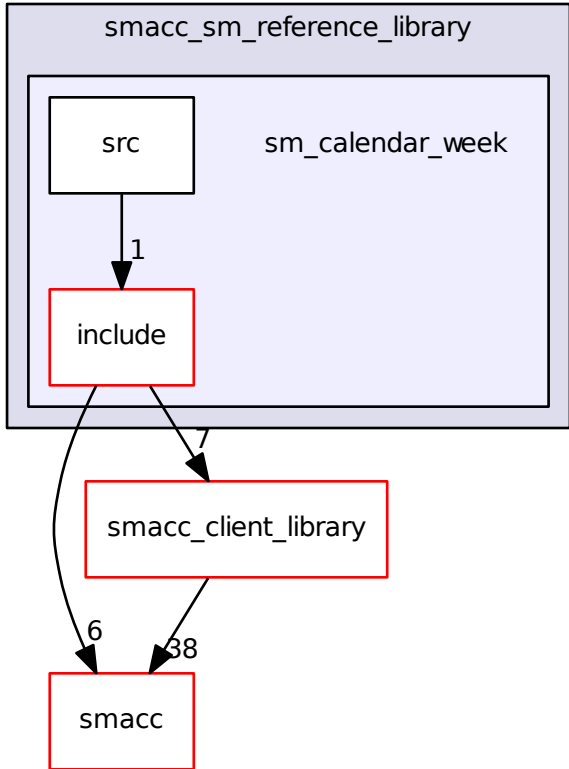 smacc_sm_reference_library
src
sm_calendar_week
1
include
7
smacc_client_library
6
38
smacc